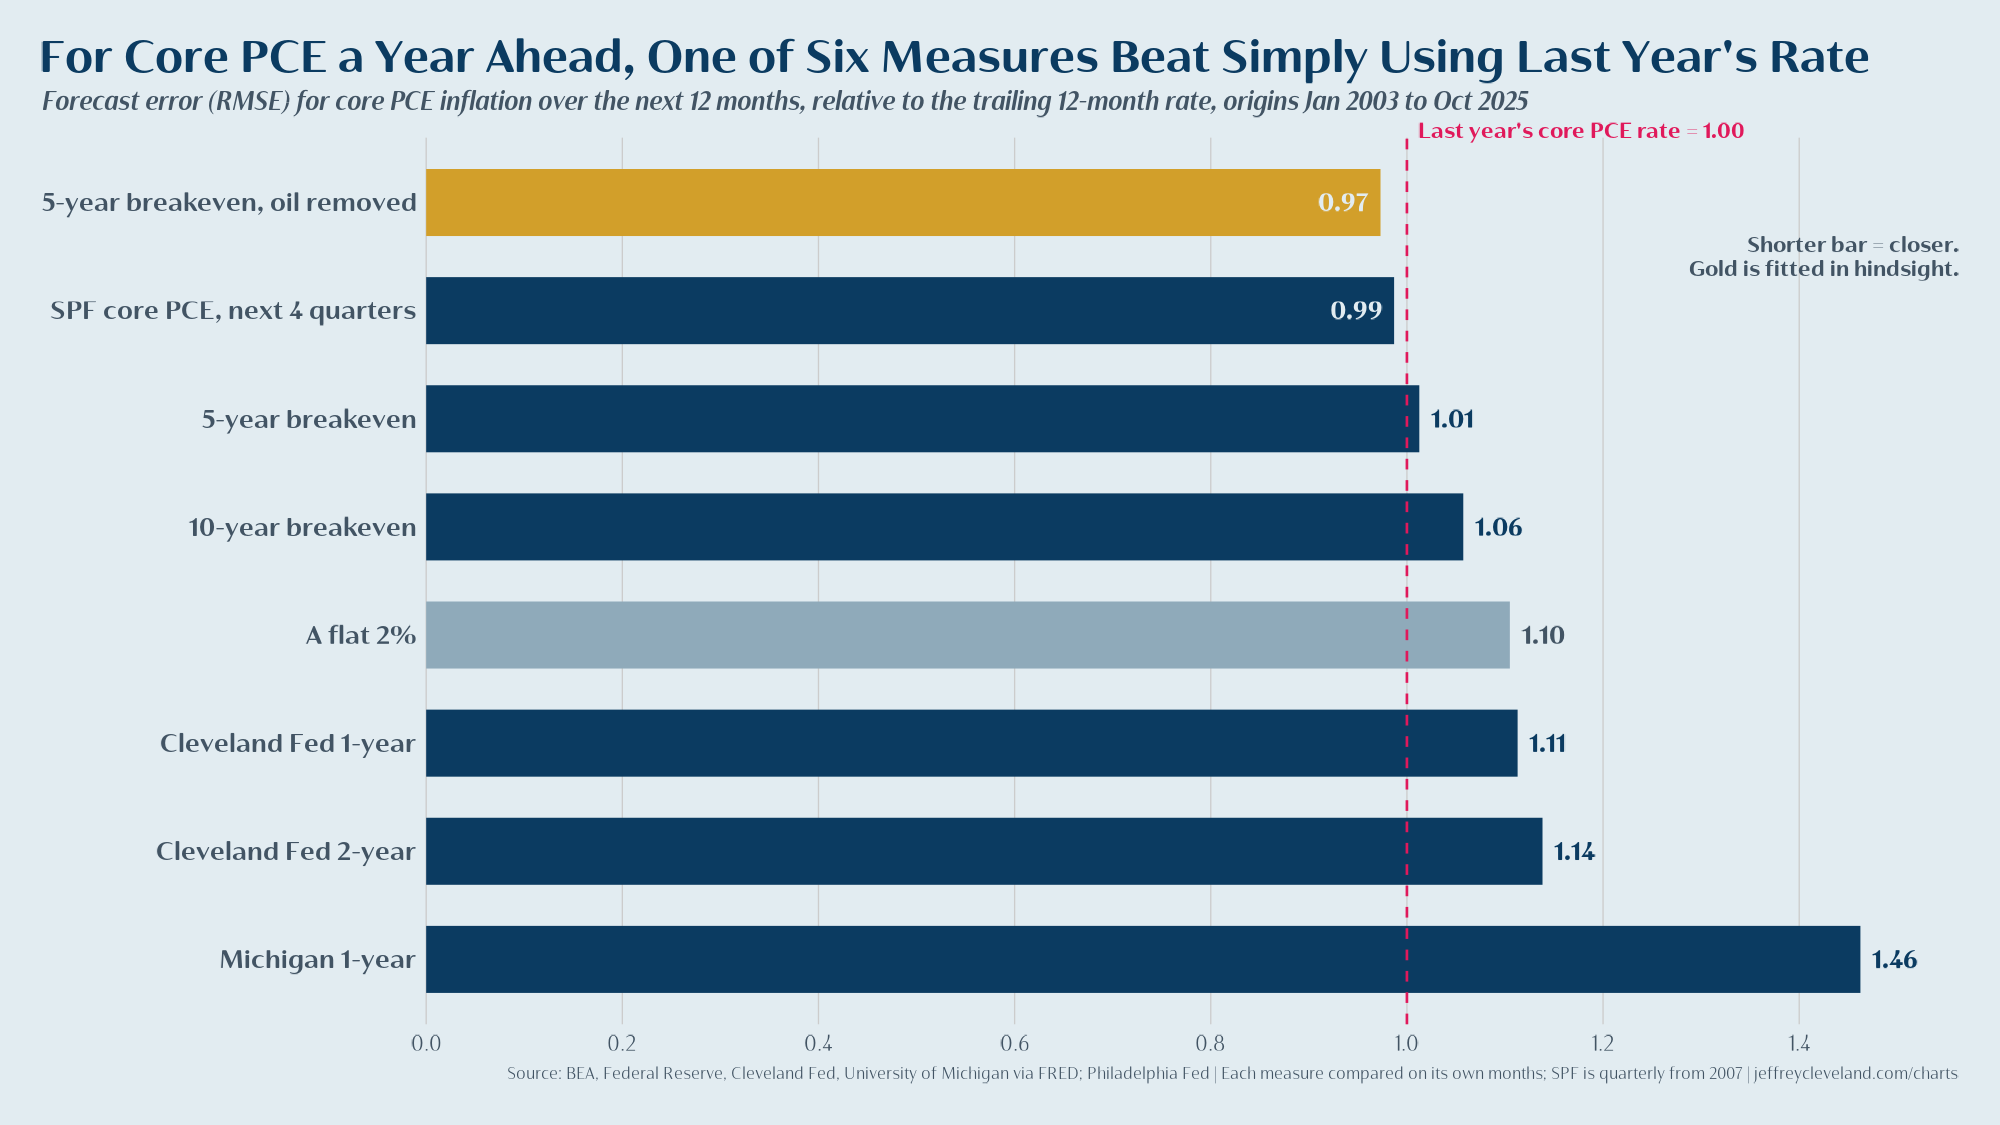 For Core PCE a Year Ahead, One of Six Measures Beat Simply Using Last Year's Rate
Forecast error (RMSE) for core PCE inflation over the next 12 months, relative to the trailing 12-month rate, origins Jan 2003 to Oct 2025
Last year's core PCE rate = 1.00
5-year breakeven, oil removed
0.97
Shorter bar = closer.
Gold is fitted in hindsight.
SPF core PCE, next 4 quarters
0.99
5-year breakeven
1.01
10-year breakeven
1.06
A flat 2%
1.10
Cleveland Fed 1-year
1.11
Cleveland Fed 2-year
1.14
Michigan 1-year
1.46
0.0 0.2 0.4 0.6 0.8 1.0 1.2 1.4
Source: BEA, Federal Reserve, Cleveland Fed, University of Michigan via FRED; Philadelphia Fed | Each measure compared on its own months; SPF is quarterly from 2007 | jeffreycleveland.com/charts